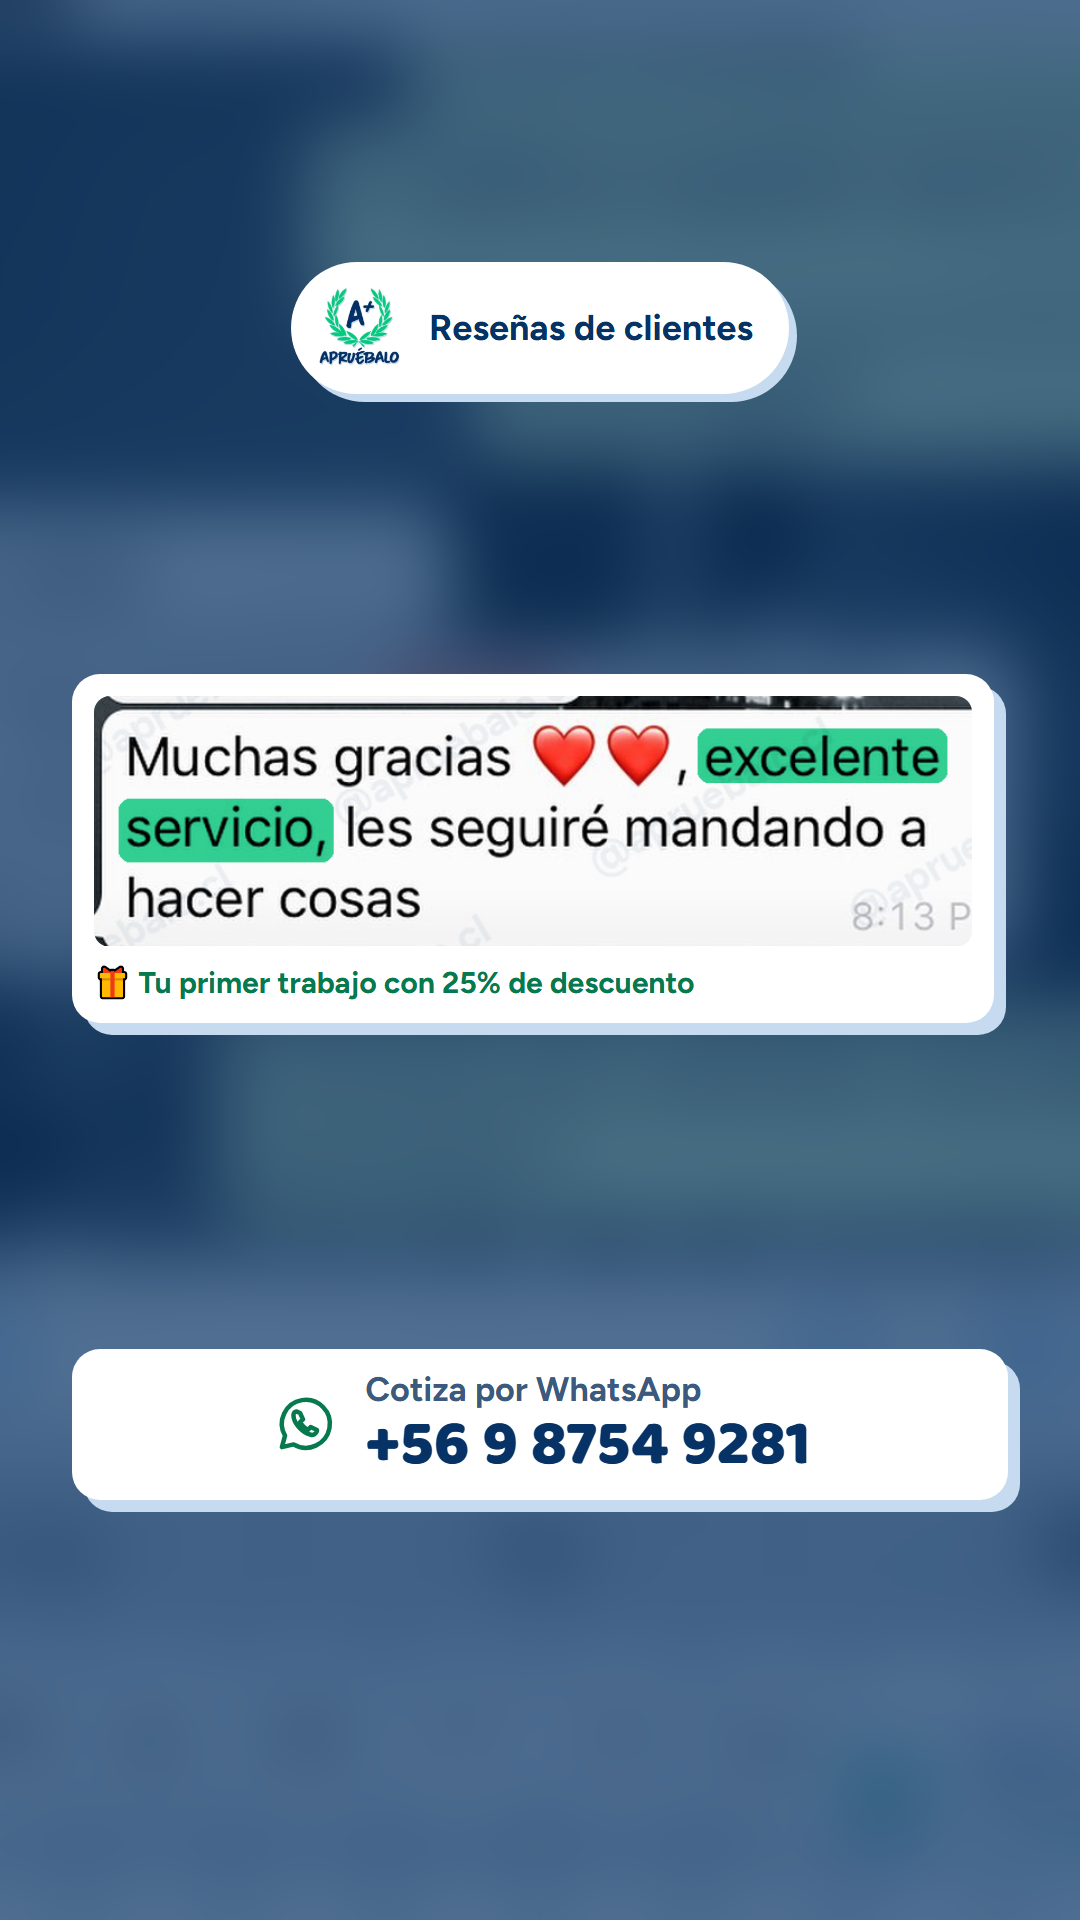 A+
APRUÉBALO
Reseñas de clientes
Muchas gracias ❤️❤️, excelente
servicio, les seguiré mandando a
hacer cosas
8:13 P
🎁 Tu primer trabajo con 25% de descuento
Cotiza por WhatsApp
+56 9 8754 9281